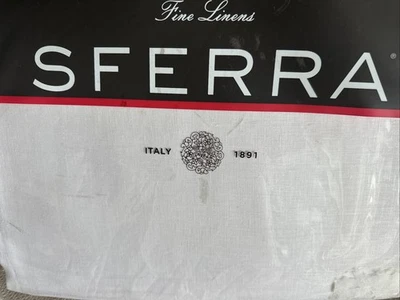 Fine Linens
SFERRA
ITALY 1891